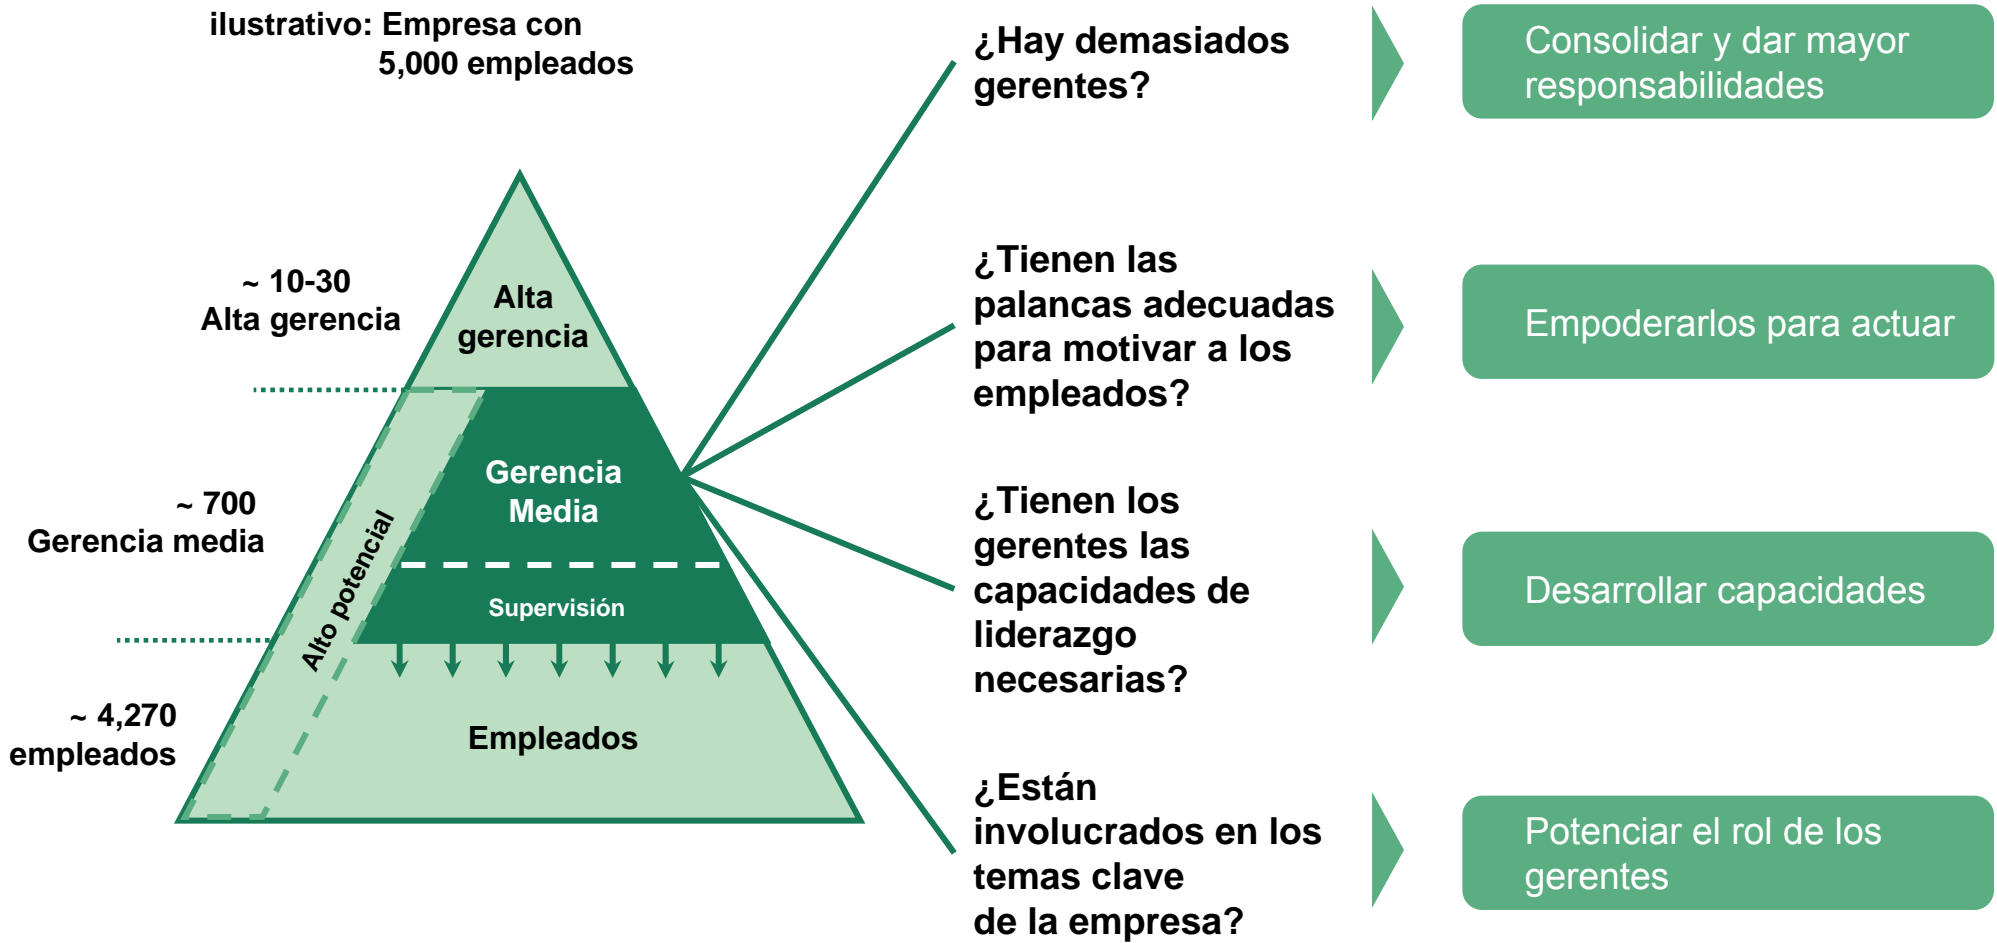 ilustrativo: Empresa con
5,000 empleados
~ 10-30
Alta gerencia
~ 700
Gerencia media
~ 4,270
empleados
Alta
gerencia
Gerencia
Media
Supervisión
Alto potencial
Empleados
¿Hay demasiados
gerentes?
Consolidar y dar mayor
responsabilidades
¿Tienen las
palancas adecuadas
para motivar a los
empleados?
Empoderarlos para actuar
¿Tienen los
gerentes las
capacidades de
liderazgo
necesarias?
Desarrollar capacidades
¿Están
involucrados en los
temas clave
de la empresa?
Potenciar el rol de los
gerentes